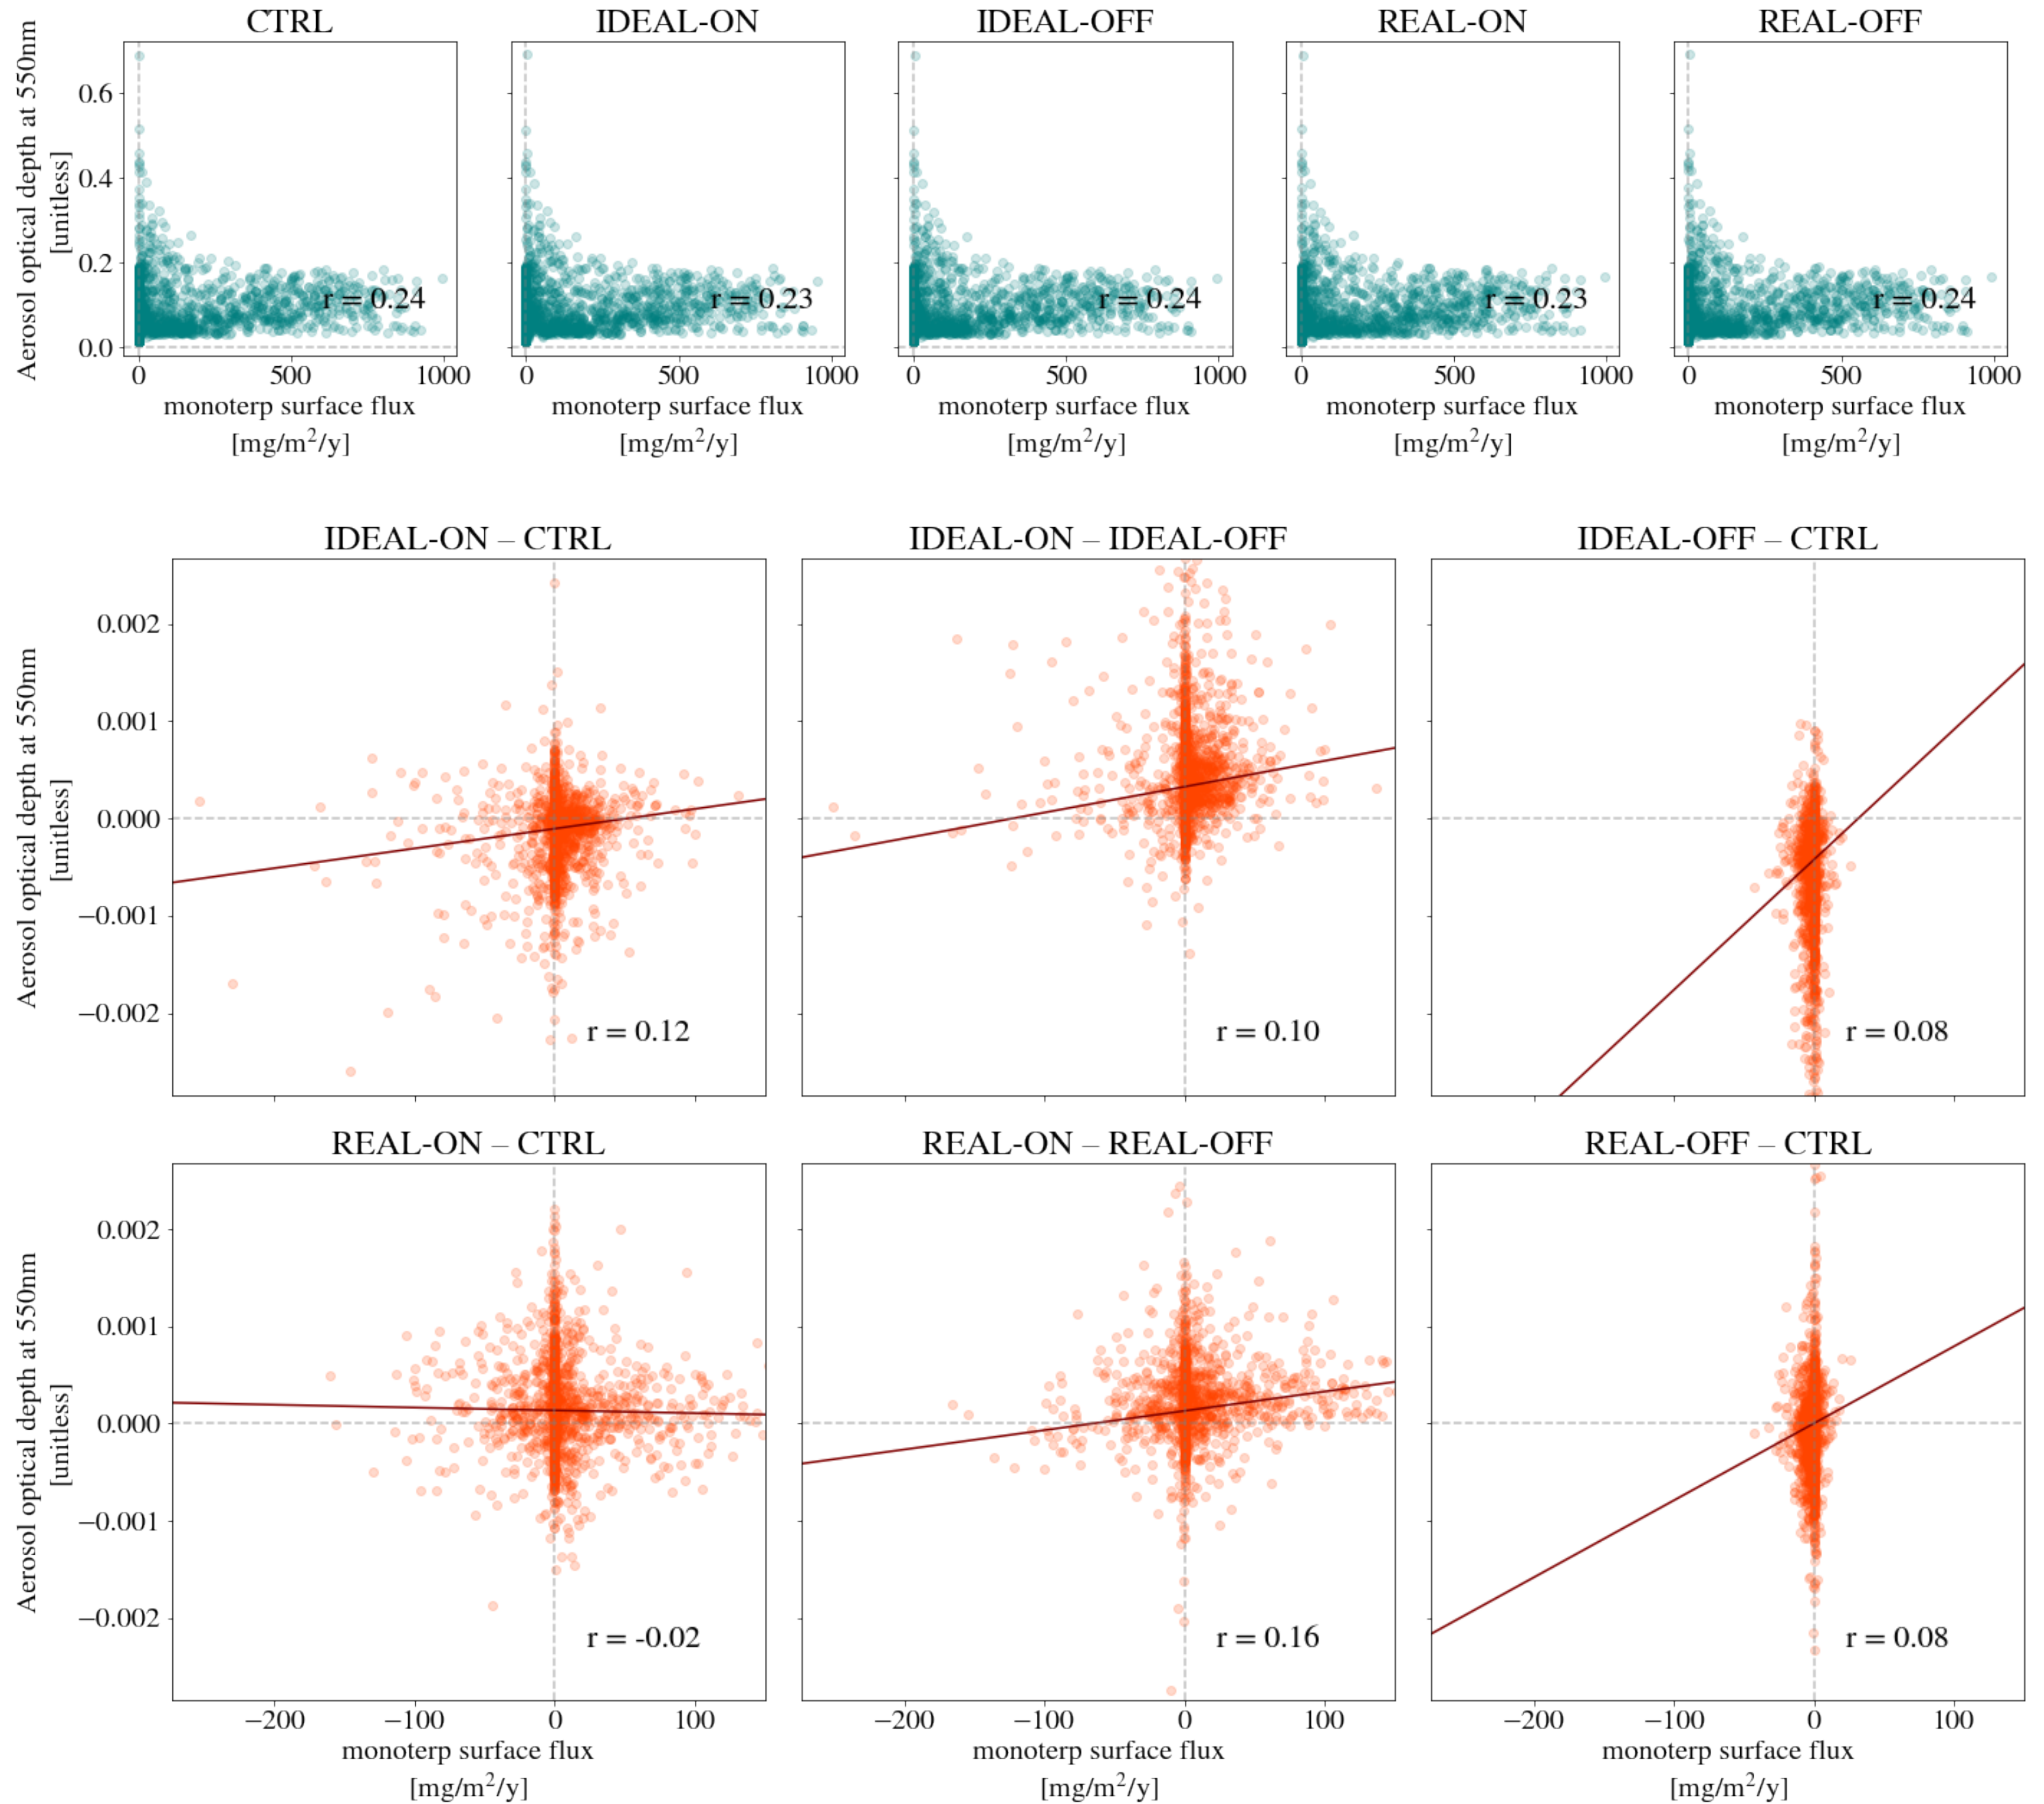 CTRL
IDEAL-ON
IDEAL-OFF
REAL-ON
REAL-OFF
Aerosol optical depth at 550nm
[unitless]
0.6
0.4
0.2
0.0
r = 0.24
r = 0.23
r = 0.24
r = 0.23
r = 0.24
0 500 1000
0 500 1000
0 500 1000
0 500 1000
0 500 1000
monoterp surface flux
[mg/m²/y]
monoterp surface flux
[mg/m²/y]
monoterp surface flux
[mg/m²/y]
monoterp surface flux
[mg/m²/y]
monoterp surface flux
[mg/m²/y]
IDEAL-ON – CTRL
IDEAL-ON – IDEAL-OFF
IDEAL-OFF – CTRL
Aerosol optical depth at 550nm
[unitless]
0.002
0.001
0.000
−0.001
−0.002
r = 0.12
r = 0.10
r = 0.08
REAL-ON – CTRL
REAL-ON – REAL-OFF
REAL-OFF – CTRL
Aerosol optical depth at 550nm
[unitless]
0.002
0.001
0.000
−0.001
−0.002
r = -0.02
r = 0.16
r = 0.08
−200 −100 0 100
−200 −100 0 100
−200 −100 0 100
monoterp surface flux
[mg/m²/y]
monoterp surface flux
[mg/m²/y]
monoterp surface flux
[mg/m²/y]